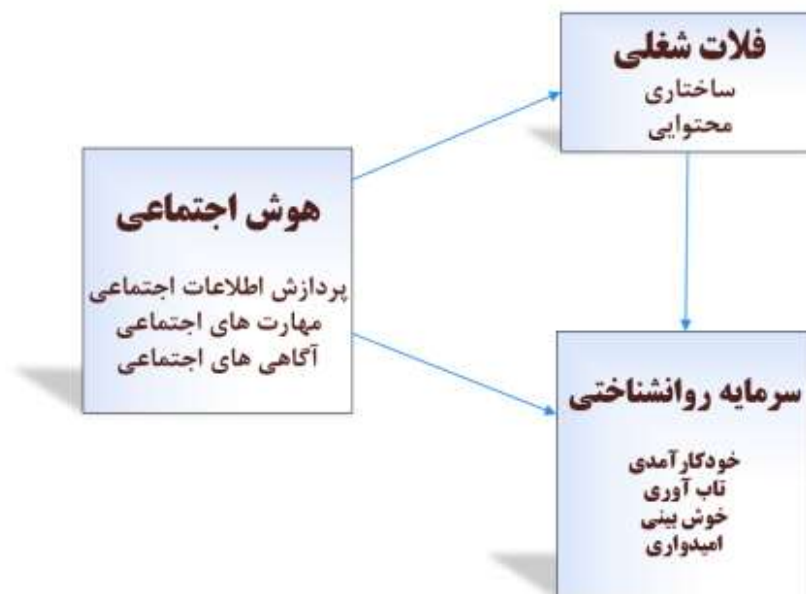 فلات شغلی
ساختاری
محتوایی
هوش اجتماعی
پردازش اطلاعات اجتماعی
مهارت های اجتماعی
آگاهی های اجتماعی
سرمایه روانشناختی
خودکارآمدی
تاب آوری
خوش بینی
امیدواری